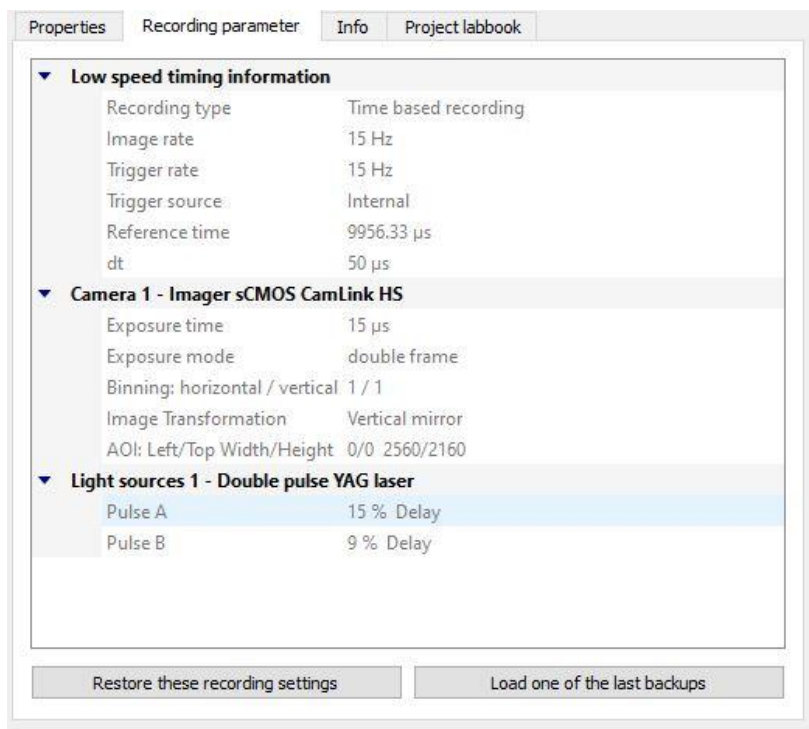 Properties Recording parameter Info Project labbook
Low speed timing information
Recording type Time based recording
Image rate 15 Hz
Trigger rate 15 Hz
Trigger source Internal
Reference time 9956.33 µs
dt 50 µs
Camera 1 - Imager sCMOS CamLink HS
Exposure time 15 µs
Exposure mode double frame
Binning: horizontal / vertical 1 / 1
Image Transformation Vertical mirror
AOI: Left/Top Width/Height 0/0 2560/2160
Light sources 1 - Double pulse YAG laser
Pulse A 15 % Delay
Pulse B 9 % Delay
Restore these recording settings Load one of the last backups